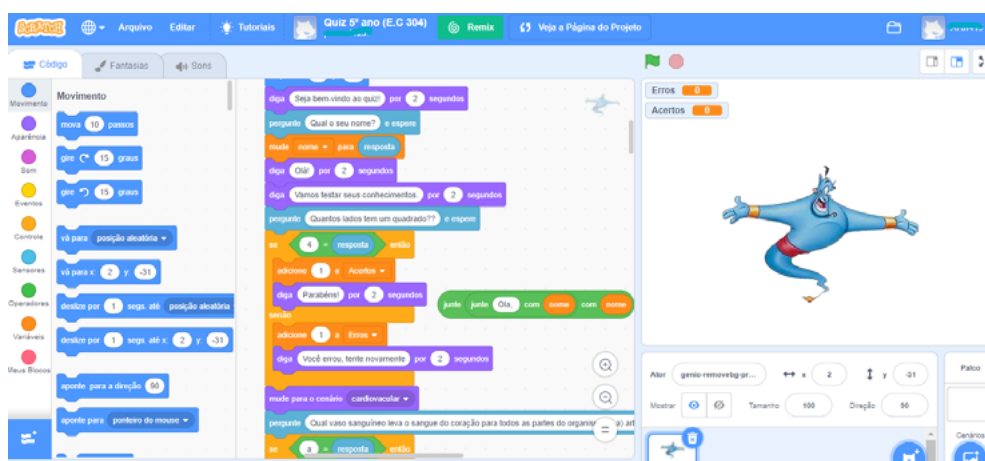 SCRATCH Arquivo Editar Tutoriais Quiz 5º ano (E.C 304) Remix Veja a Página do Projeto
Código Fantasias Sons
Movimento
Aparência
Som
Eventos
Controle
Sensores
Operadores
Variáveis
Meus Blocos
Movimento
mova 10 passos
gire 15 graus
gire 15 graus
vá para posição aleatória
vá para x: 2 y: -31
deslize por 1 segs. até posição aleatória
deslize por 1 segs. até x: 2 y: -31
aponte para a direção 90
aponte para ponteiro do mouse
diga Seja bem-vindo ao quiz! por 2 segundos
pergunte Qual o seu nome? e espere
mude nome para resposta
diga Olá! por 2 segundos
diga Vamos testar seus conhecimentos. por 2 segundos
pergunte Quantos lados tem um quadrado?? e espere
se 4 = resposta então
adicione 1 a Acertos
diga Parabéns! por 2 segundos
senão
adicione 1 a Erros
diga Você errou, tente novamente por 2 segundos
mude para o cenário cardiovacular
pergunte Qual vaso sanguíneo leva o sangue do coração para todos as partes do organis a) art
se a = resposta então
junte junte Óla, com nome com nome
Erros 0
Acertos 0
Ator genio-removebg-pr... x 2 y -31
Mostrar Tamanho 100 Direção 90
Palco
Cenários